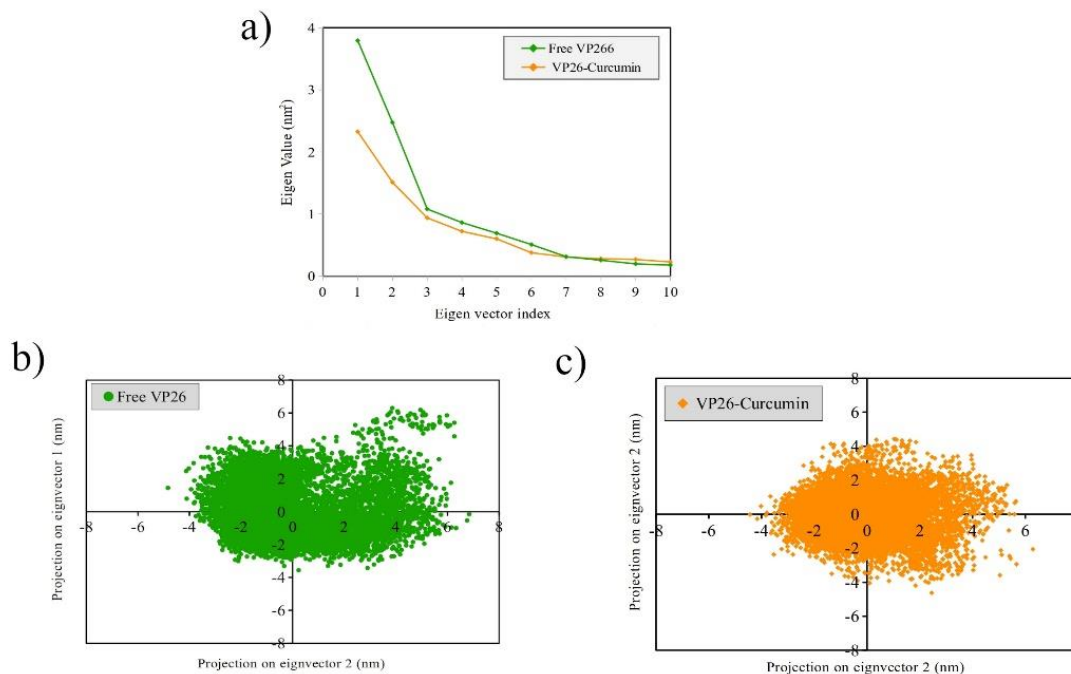 a)
Free VP266
VP26-Curcumin
Eigen Value (nm²)
4
3
2
1
0
0 1 2 3 4 5 6 7 8 9 10
Eigen vector index
b)
Free VP26
Projection on eignvector 1 (nm)
8
6
4
2
0
-2
-4
-6
-8
-8 -6 -4 -2 0 2 4 6 8
Projection on eignvector 2 (nm)
c)
VP26-Curcumin
Projection on eignvector 2 (nm)
8
6
4
2
0
-2
-4
-6
-8
-8 -6 -4 -2 0 2 4 6
Projection on eignvector 2 (nm)